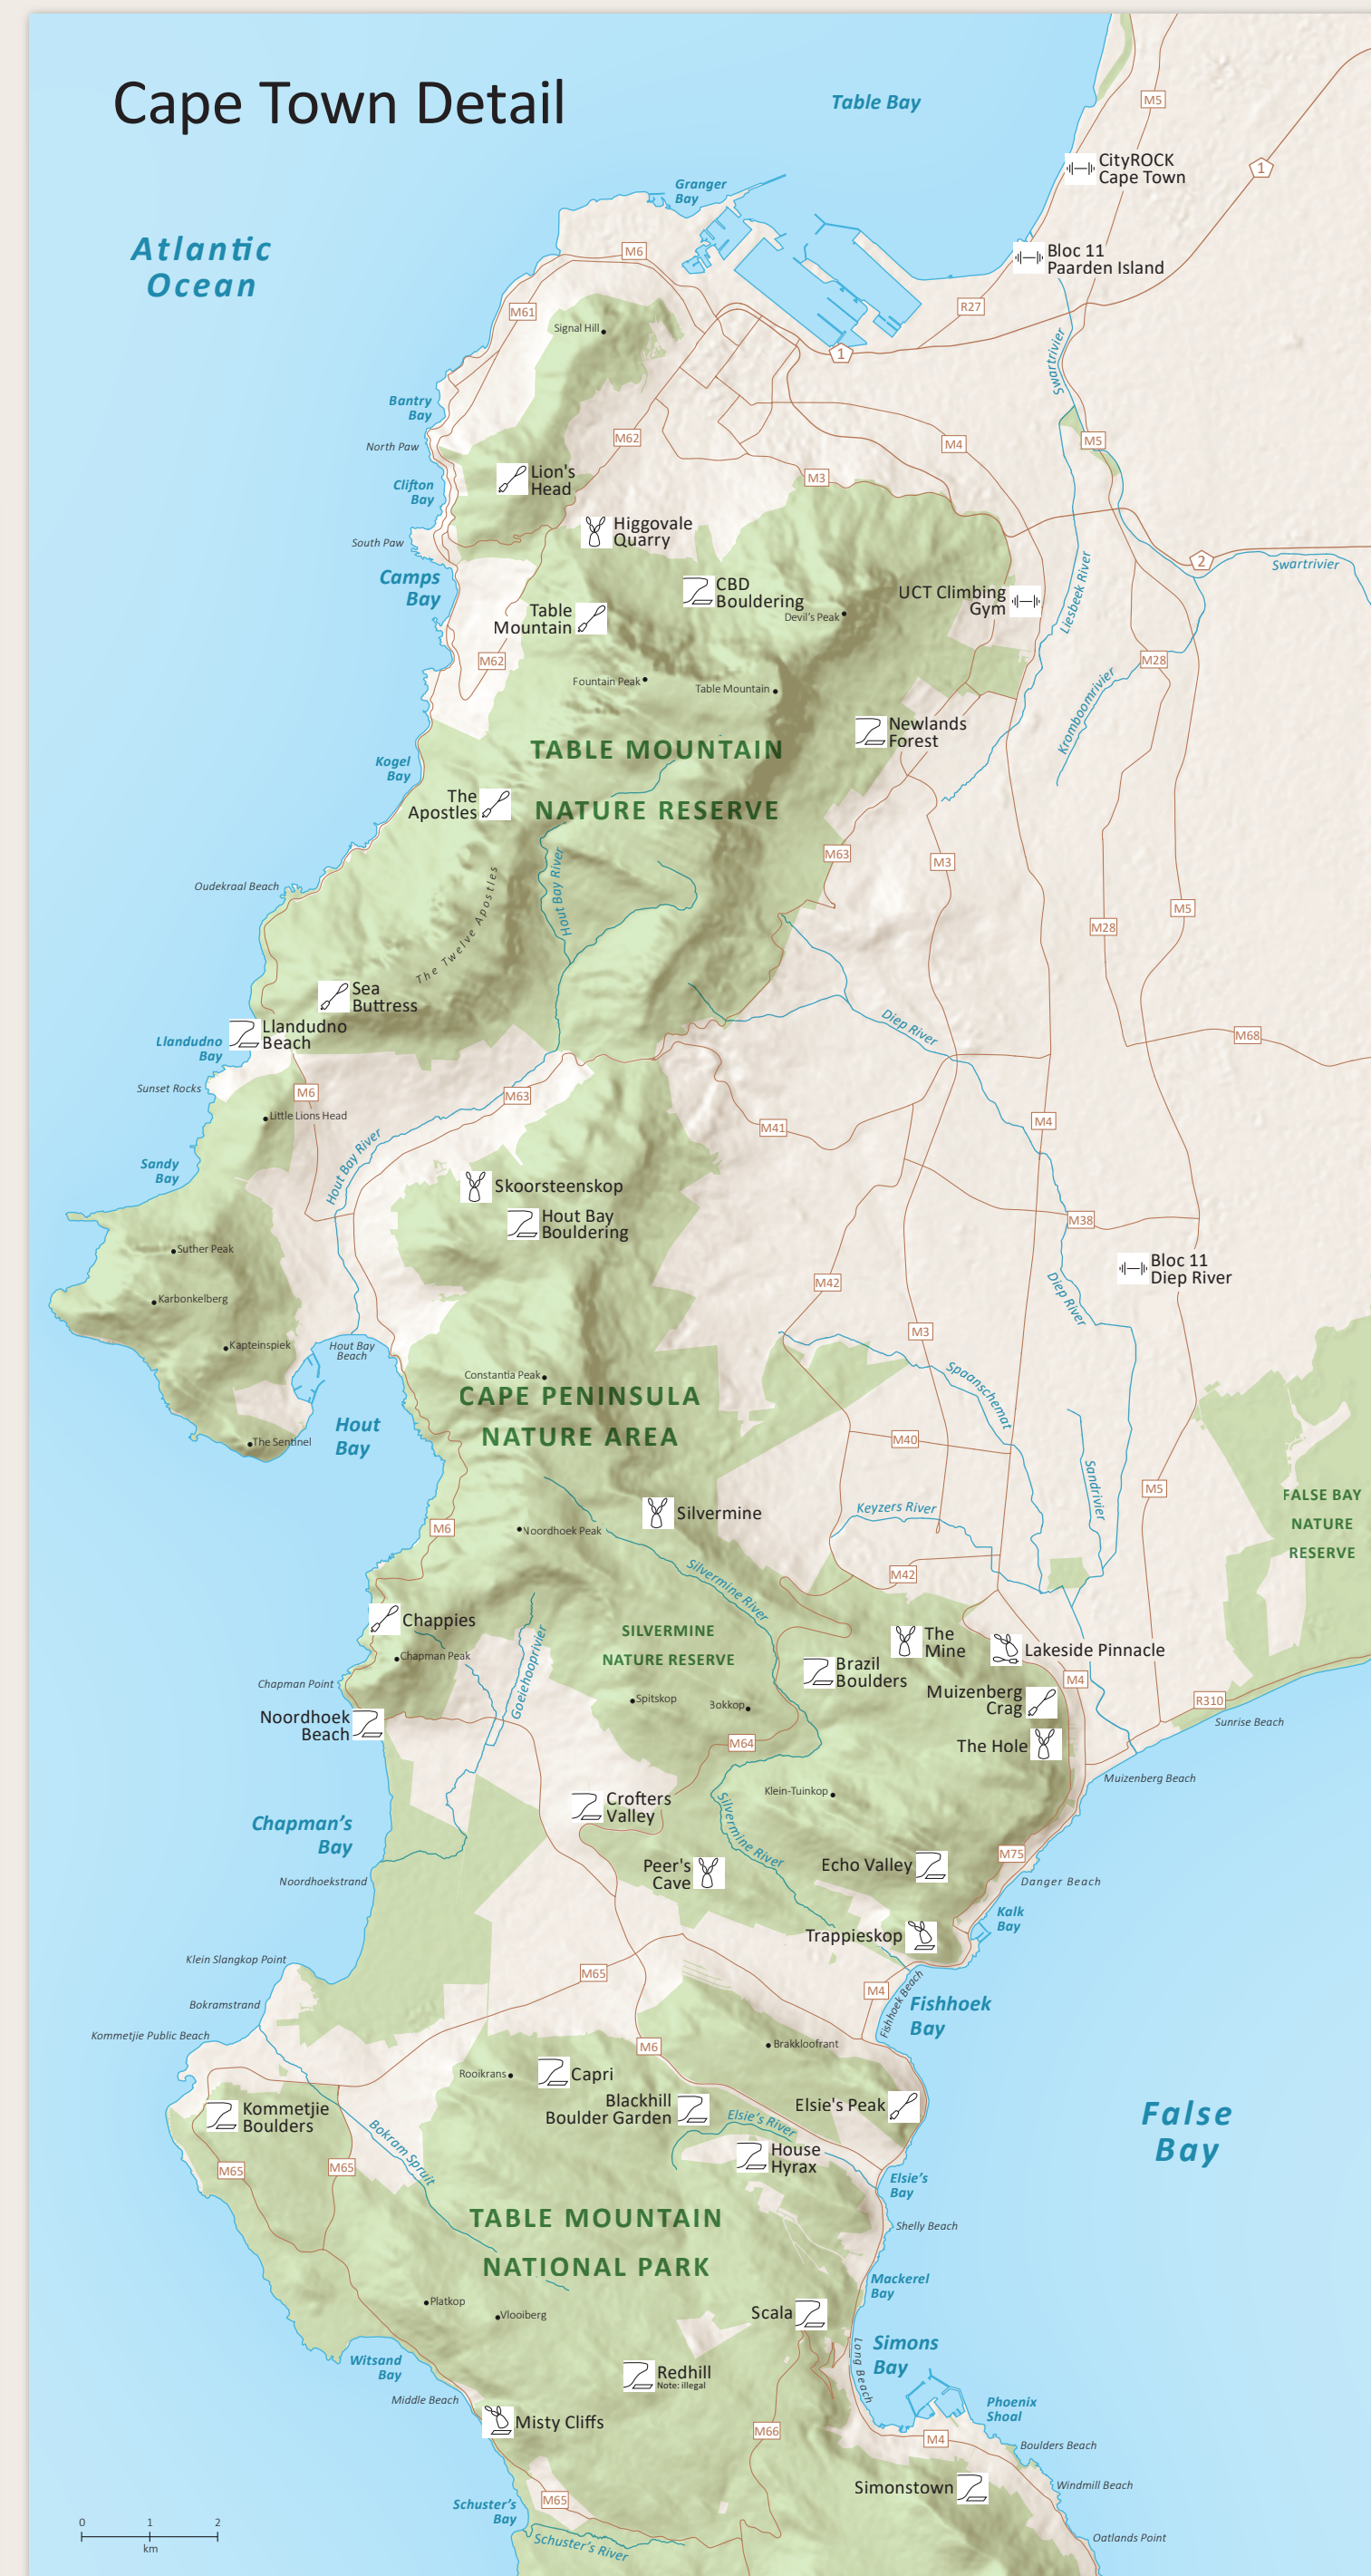 Cape Town Detail
Table Bay
M5
CityROCK
Cape Town
1
Granger
Bay
Atlantic
Ocean
M6
Bloc 11
Paarden Island
M61
R27
Signal Hill
1
Swartrivier
Bantry
Bay
North Paw
M62
M4
M5
Clifton
Bay
Lion's
Head
M3
South Paw
Higgovale
Quarry
2
Swartrivier
Camps
Bay
CBD
Bouldering
UCT Climbing
Gym
Liesbeek River
Table
Mountain
Devil's Peak
M62
M28
Fountain Peak
Table Mountain
Kromboomrivier
Newlands
Forest
TABLE MOUNTAIN
NATURE RESERVE
Kogel
Bay
The
Apostles
M63
M3
Hout Bay River
Oudekraal Beach
The Twelve Apostles
M5
M28
Sea
Buttress
Llandudno
Beach
Llandudno
Bay
Diep River
M68
Sunset Rocks
M6
M63
Little Lions Head
M41
M4
Hout Bay River
Sandy
Bay
Skoorsteenskop
Hout Bay
Bouldering
M38
Suther Peak
Bloc 11
Diep River
Karbonkelberg
M42
Diep River
Kapteinspiek
Hout Bay
Beach
M3
Constantia Peak
Spaanschemat
CAPE PENINSULA
NATURE AREA
Hout
Bay
The Sentinel
M40
Sandrivier
M5
FALSE BAY
NATURE
RESERVE
Keyzers River
Silvermine
M6
Noordhoek Peak
Silvermine River
M42
Chappies
SILVERMINE
NATURE RESERVE
The
Mine
Lakeside Pinnacle
Goeiehooprivier
Chapman Peak
Brazil
Boulders
Chapman Point
M4
Muizenberg
Crag
R310
Spitskop
Bokkop
Noordhoek
Beach
Sunrise Beach
M64
The Hole
Muizenberg Beach
Klein-Tuinkop
Crofters
Valley
Chapman's
Bay
Silvermine River
M75
Peer's
Cave
Echo Valley
Noordhoekstrand
Danger Beach
Kalk
Bay
Trappieskop
Klein Slangkop Point
M65
M4
Fishhoek Beach
Fishhoek
Bay
Bokramstrand
Kommetjie Public Beach
M6
Brakkloofrant
Rooikrans
Capri
Blackhill
Boulder Garden
Elsie's Peak
Kommetjie
Boulders
Elsie's River
False
Bay
Bokram Spruit
House
Hyrax
M65
M65
Elsie's
Bay
TABLE MOUNTAIN
NATIONAL PARK
Shelly Beach
Mackerel
Bay
Platkop
Vlooiberg
Scala
Long Beach
Simons
Bay
Witsand
Bay
Redhill
Note: illegal
Middle Beach
Phoenix
Shoal
Misty Cliffs
M66
M4
Boulders Beach
Simonstown
Windmill Beach
M65
Schuster's
Bay
0 1 2
km
Schuster's River
Oatlands Point